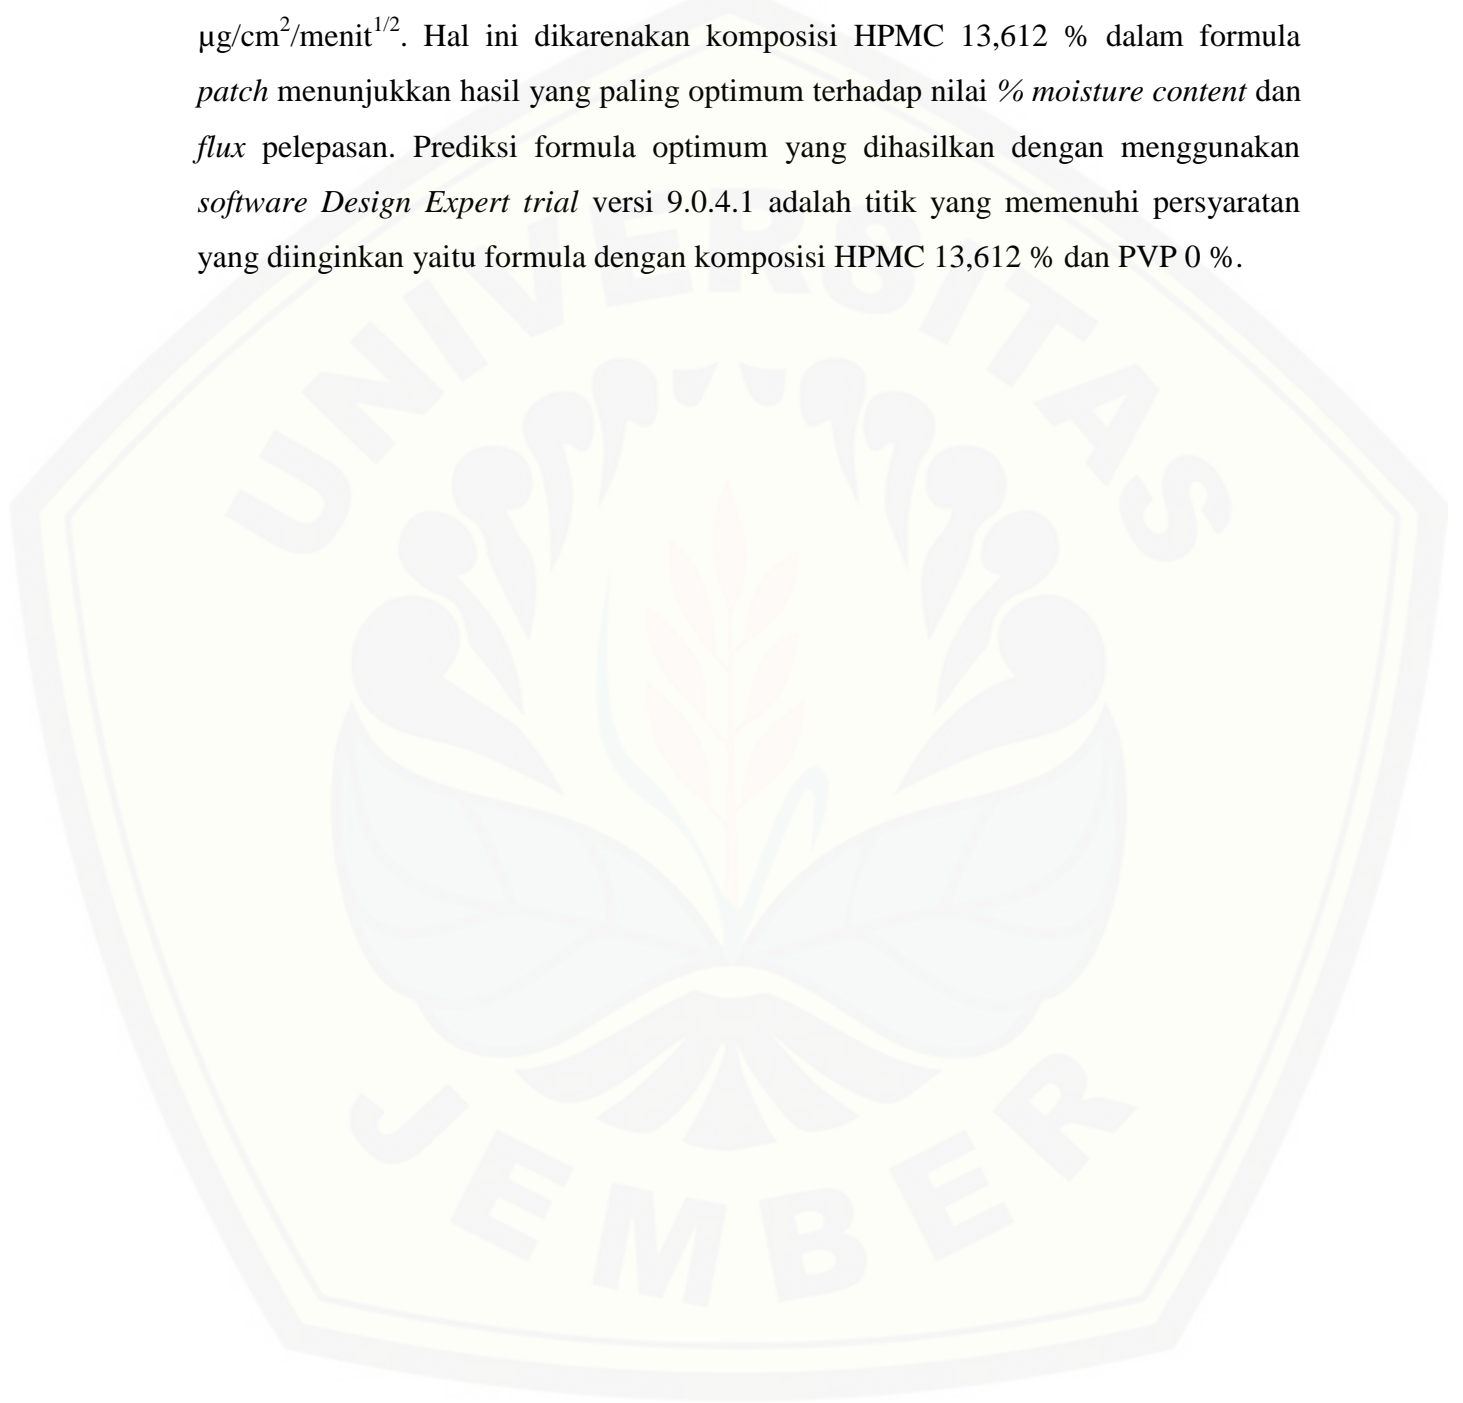 µg/cm²/menit¹/². Hal ini dikarenakan komposisi HPMC 13,612 % dalam formula
patch menunjukkan hasil yang paling optimum terhadap nilai % moisture content dan
flux pelepasan. Prediksi formula optimum yang dihasilkan dengan menggunakan
software Design Expert trial versi 9.0.4.1 adalah titik yang memenuhi persyaratan
yang diinginkan yaitu formula dengan komposisi HPMC 13,612 % dan PVP 0 %.
UNIVERSITAS
JEMBER